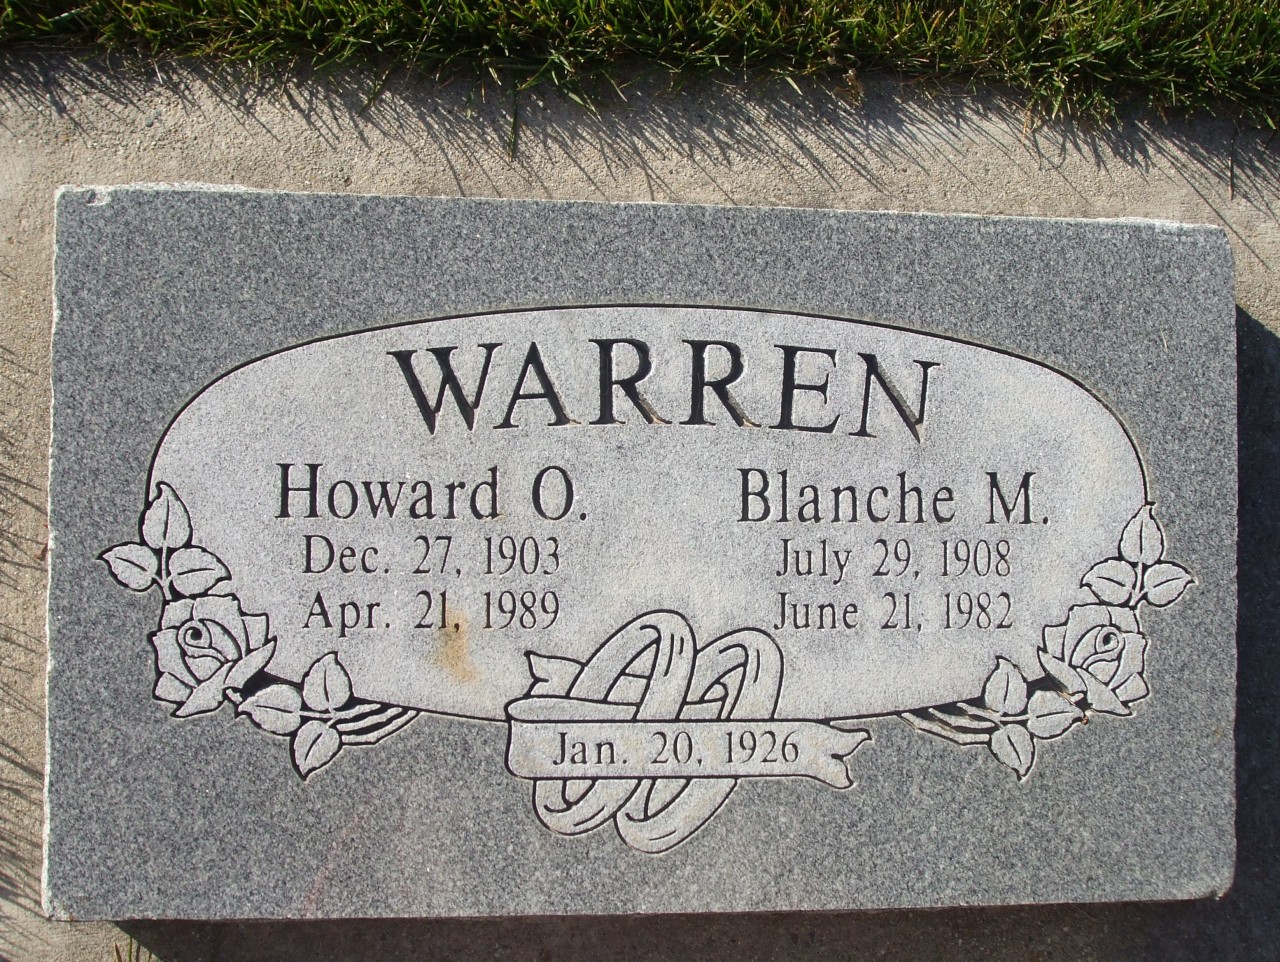 WARREN
Howard O.
Dec. 27, 1903
Apr. 21, 1989
Blanche M.
July 29, 1908
June 21, 1982
Jan. 20, 1926